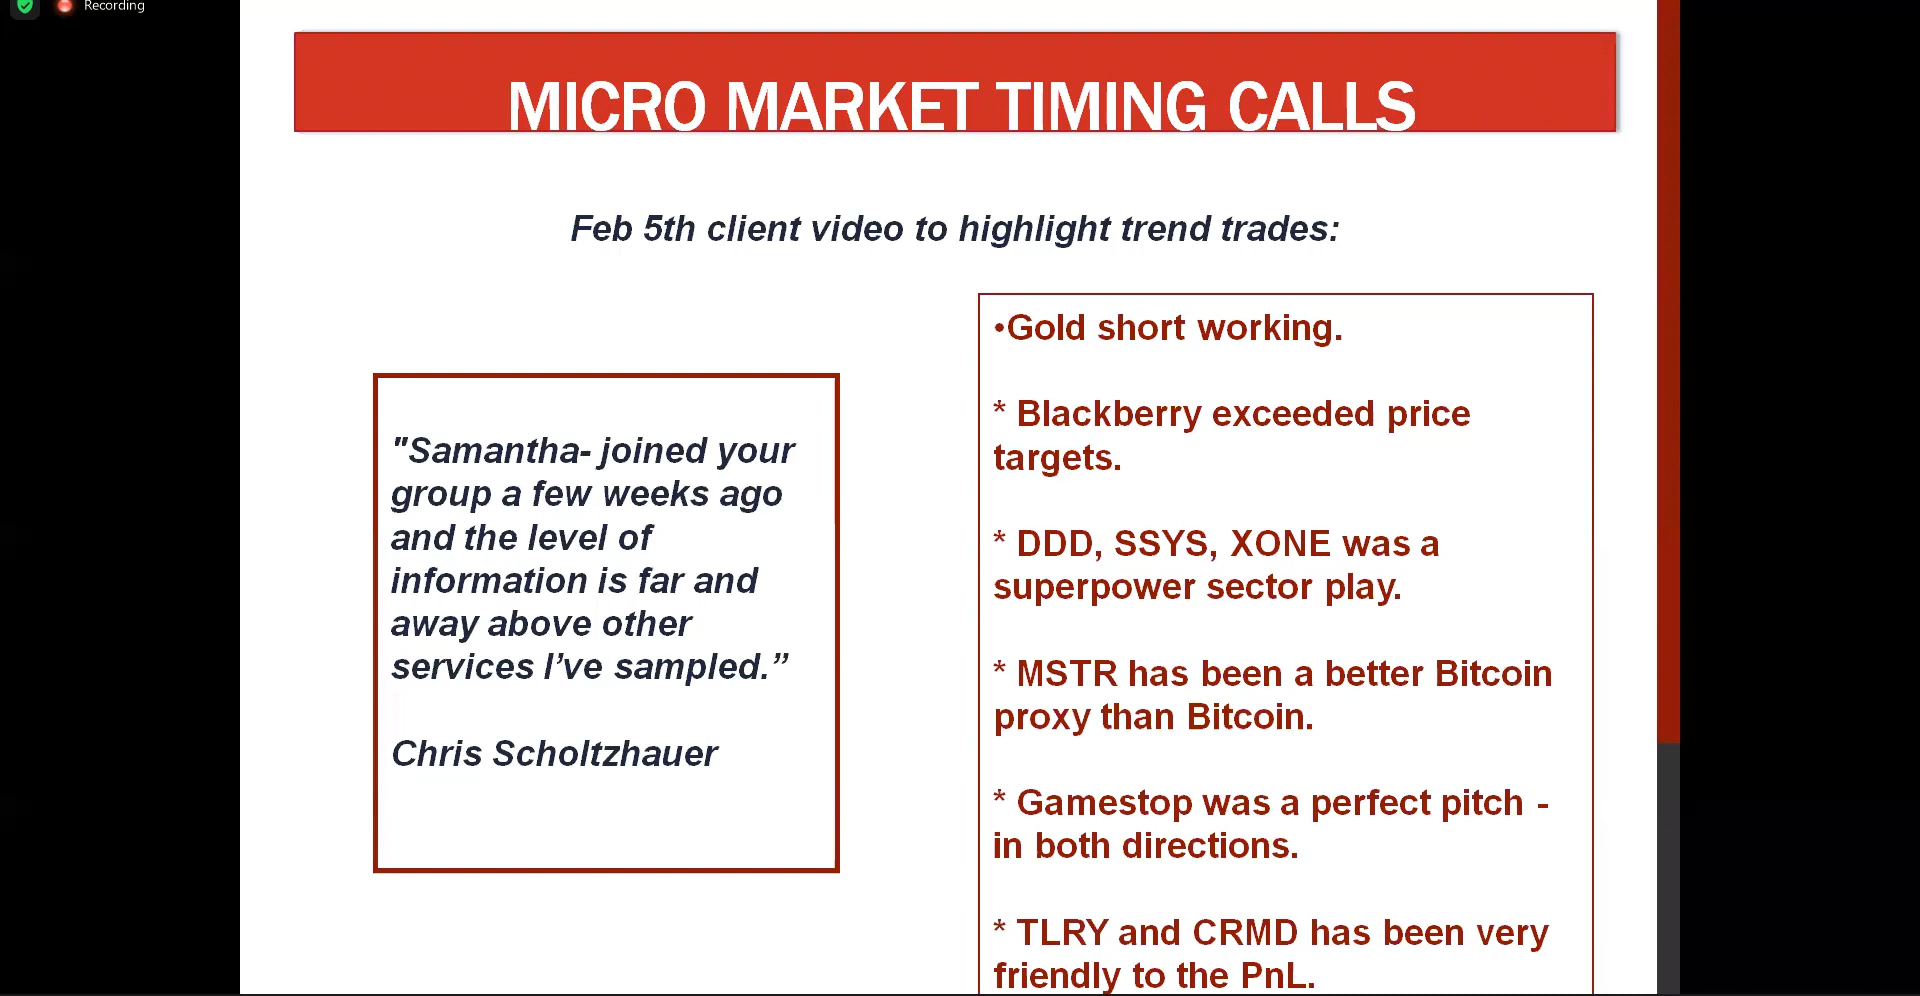 Recording
MICRO MARKET TIMING CALLS
Feb 5th client video to highlight trend trades:
"Samantha- joined your
group a few weeks ago
and the level of
information is far and
away above other
services I’ve sampled.”
Chris Scholtzhauer
•Gold short working.
* Blackberry exceeded price
targets.
* DDD, SSYS, XONE was a
superpower sector play.
* MSTR has been a better Bitcoin
proxy than Bitcoin.
* Gamestop was a perfect pitch -
in both directions.
* TLRY and CRMD has been very
friendly to the PnL.